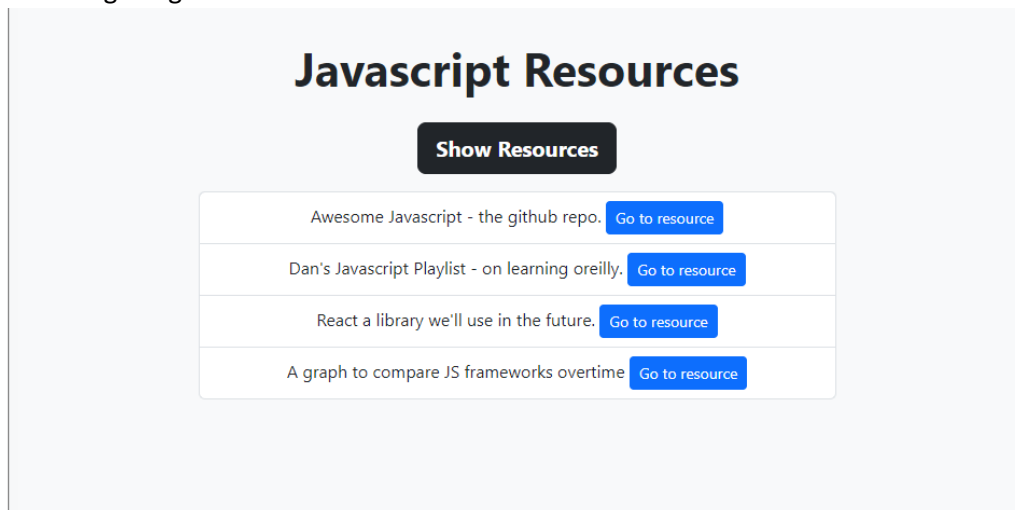 Javascript Resources
Show Resources
Awesome Javascript - the github repo. Go to resource
Dan's Javascript Playlist - on learning oreilly. Go to resource
React a library we'll use in the future. Go to resource
A graph to compare JS frameworks overtime Go to resource